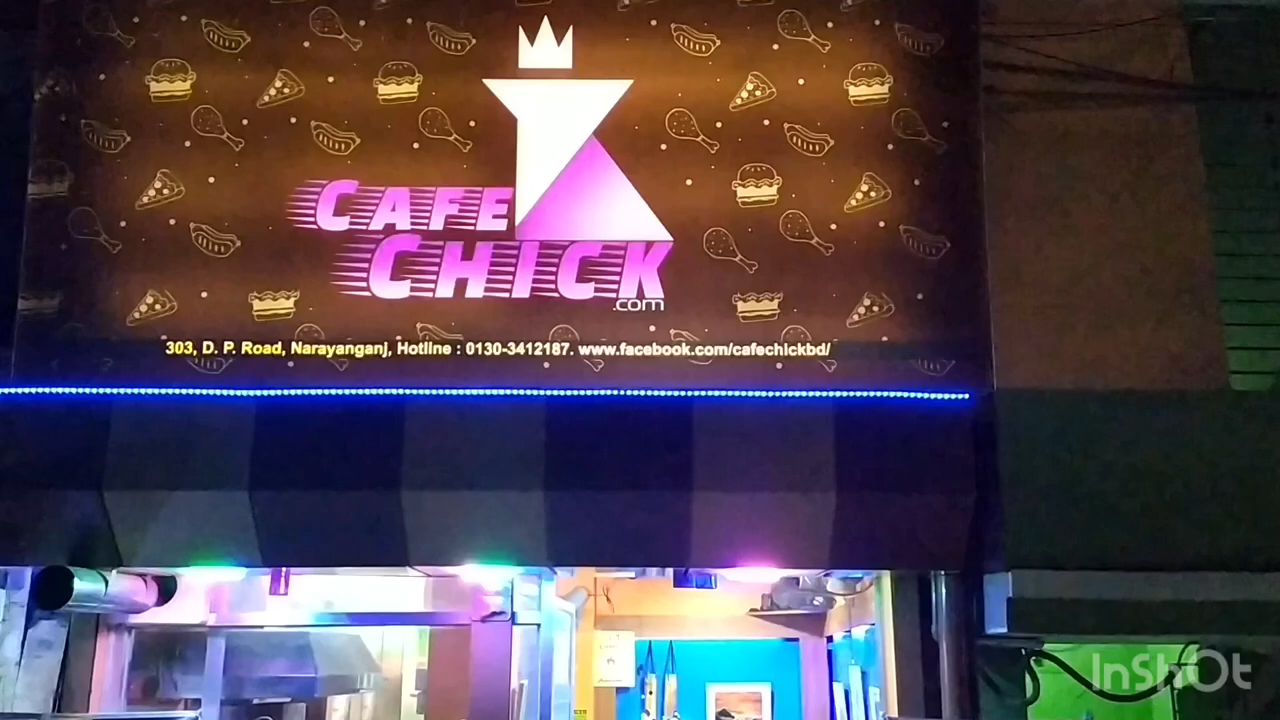 CAFE
CHICK
.com
303, D. P. Road, Narayanganj, Hotline : 0130-3412187. www.facebook.com/cafechickbd/
InShOt